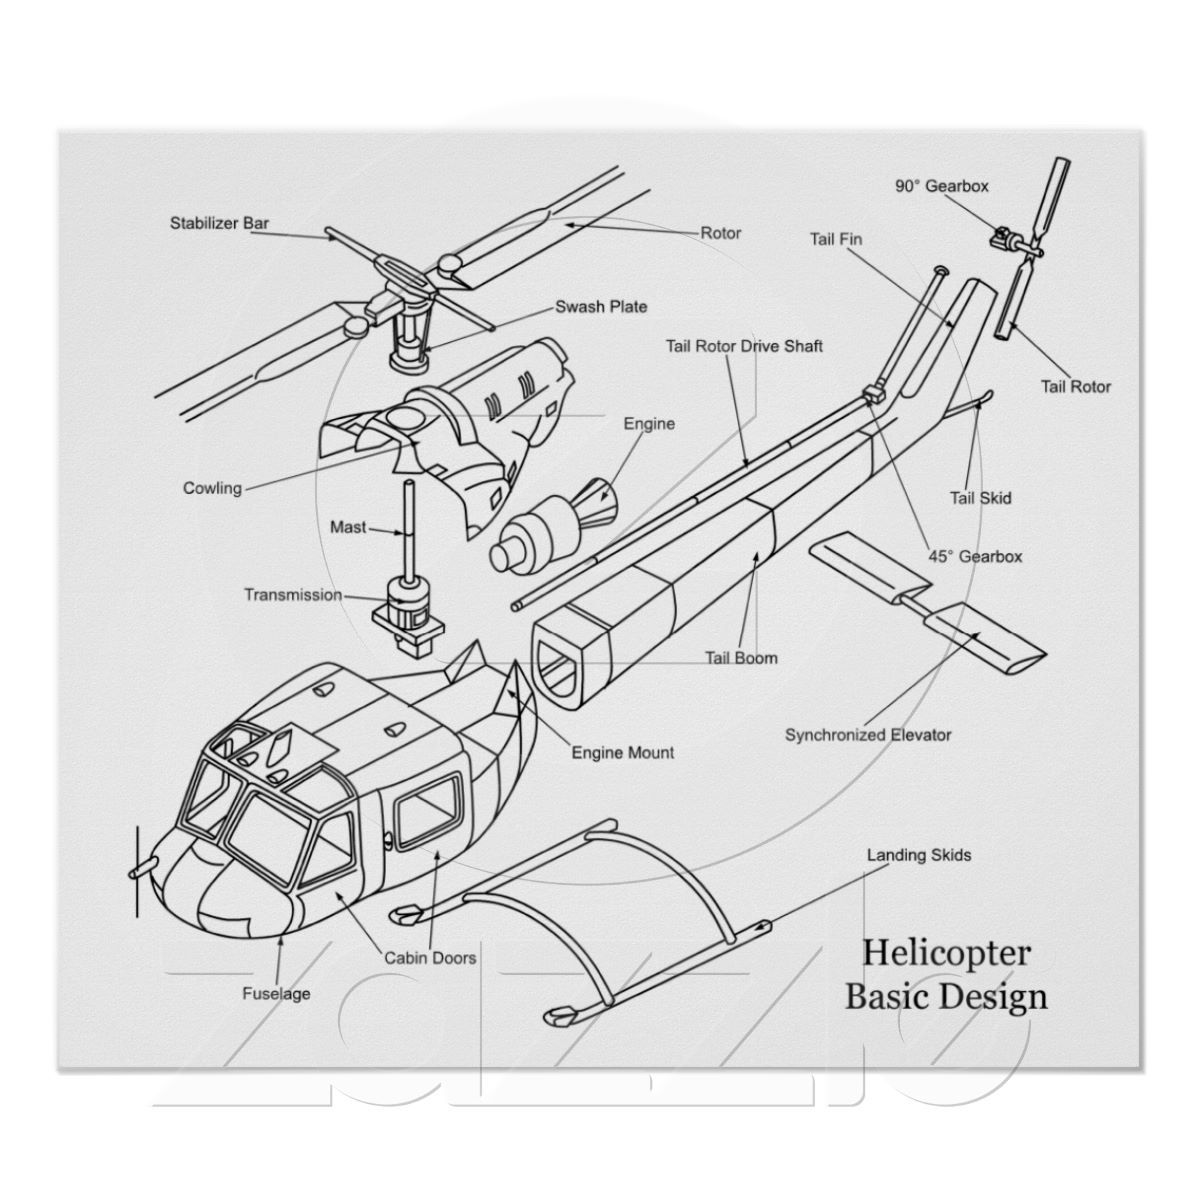 90° Gearbox
Stabilizer Bar
Rotor
Tail Fin
Swash Plate
Tail Rotor Drive Shaft
Tail Rotor
Engine
Cowling
Tail Skid
Mast
45° Gearbox
Transmission
Tail Boom
Synchronized Elevator
Engine Mount
Landing Skids
Cabin Doors
Fuselage
Helicopter
Basic Design
zazzle